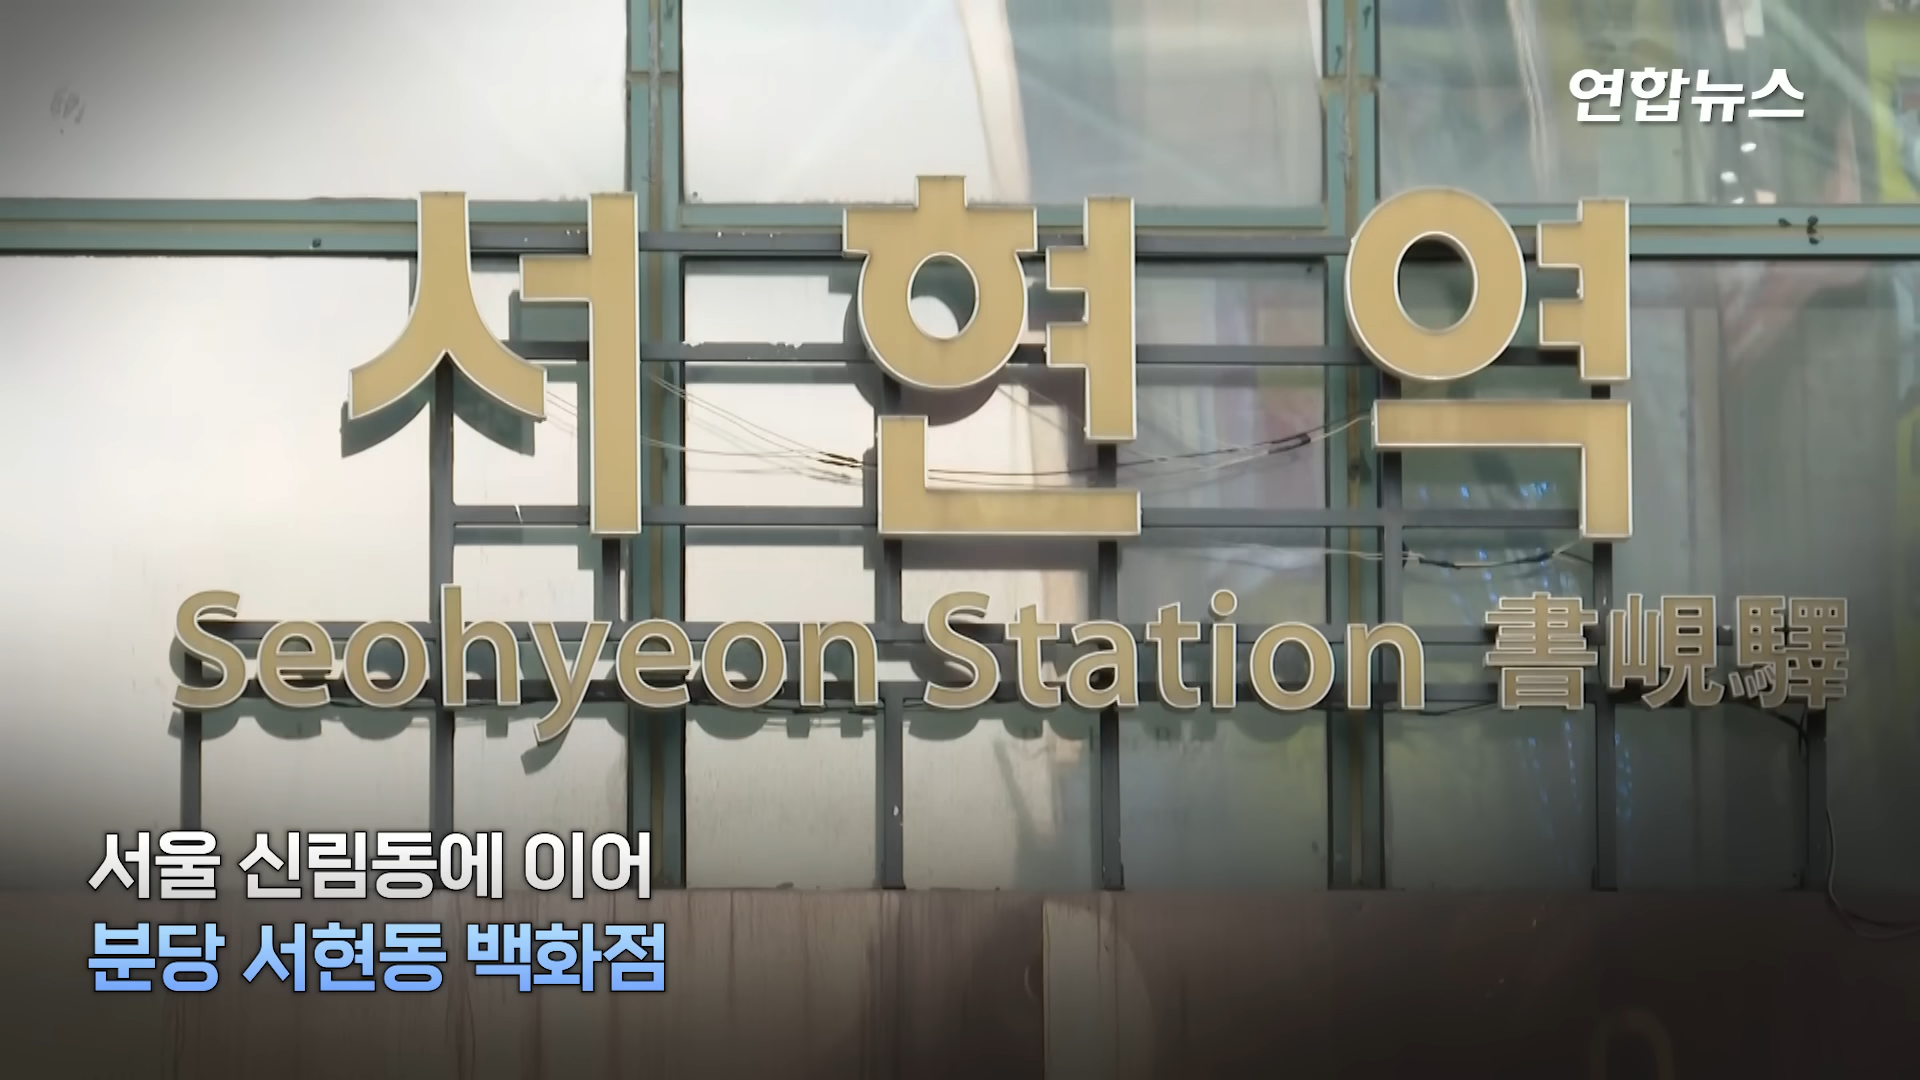 연합뉴스
서현역
Seohyeon Station 書峴驛
서울 신림동에 이어
분당 서현동 백화점